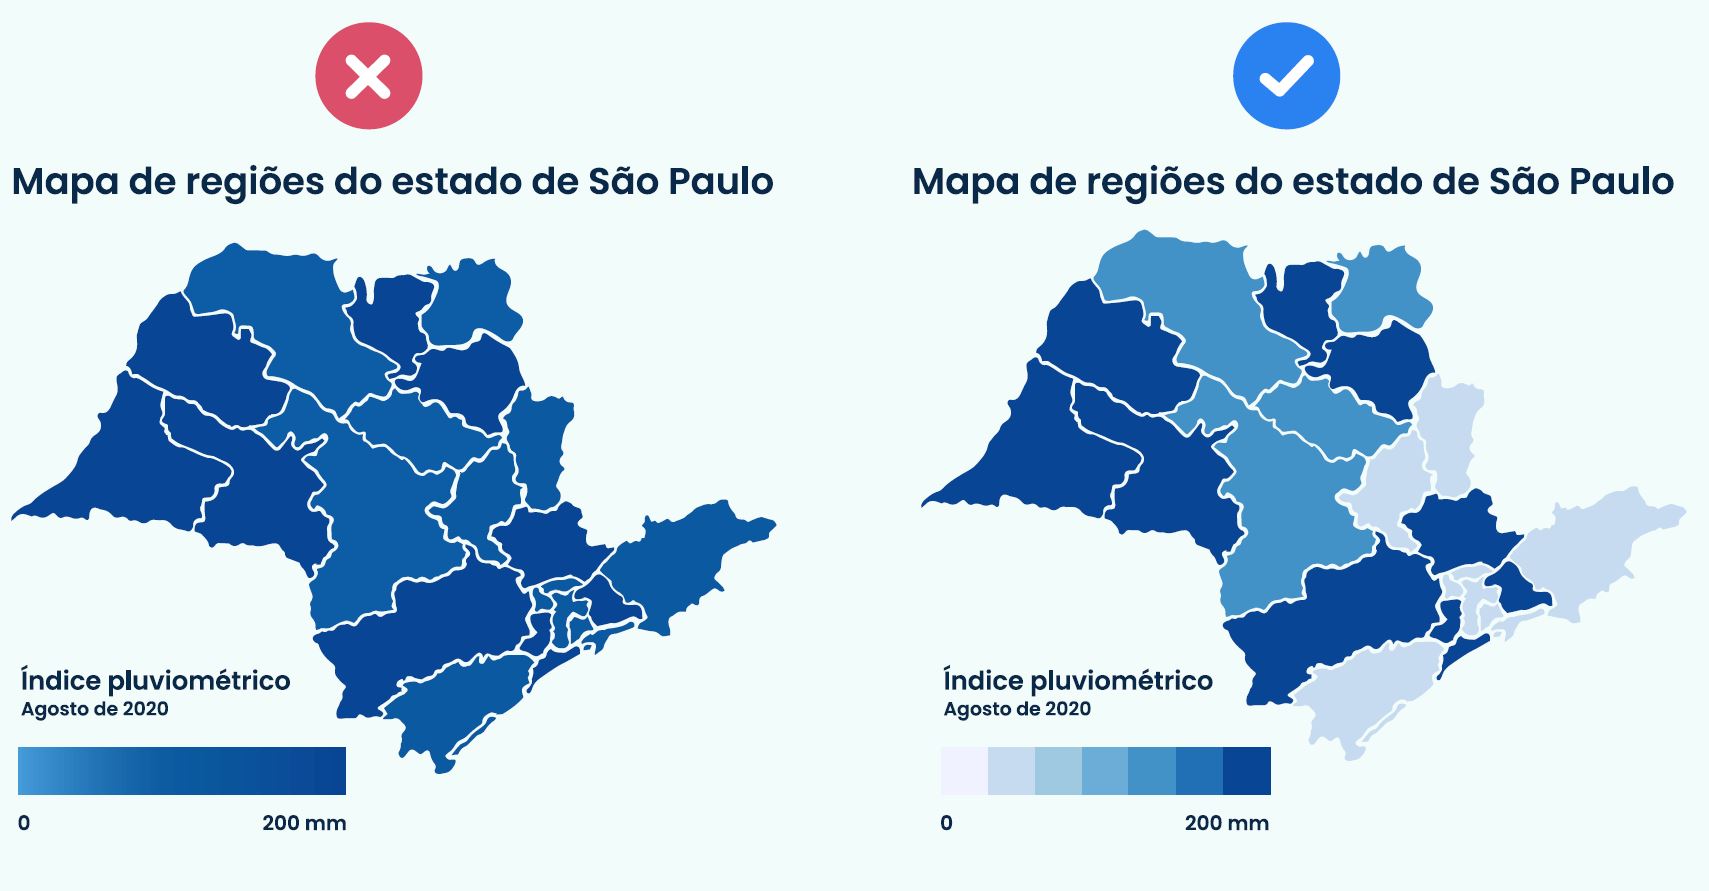 Mapa de regiões do estado de São Paulo
Índice pluviométrico
Agosto de 2020
0 200 mm
Mapa de regiões do estado de São Paulo
Índice pluviométrico
Agosto de 2020
0 200 mm